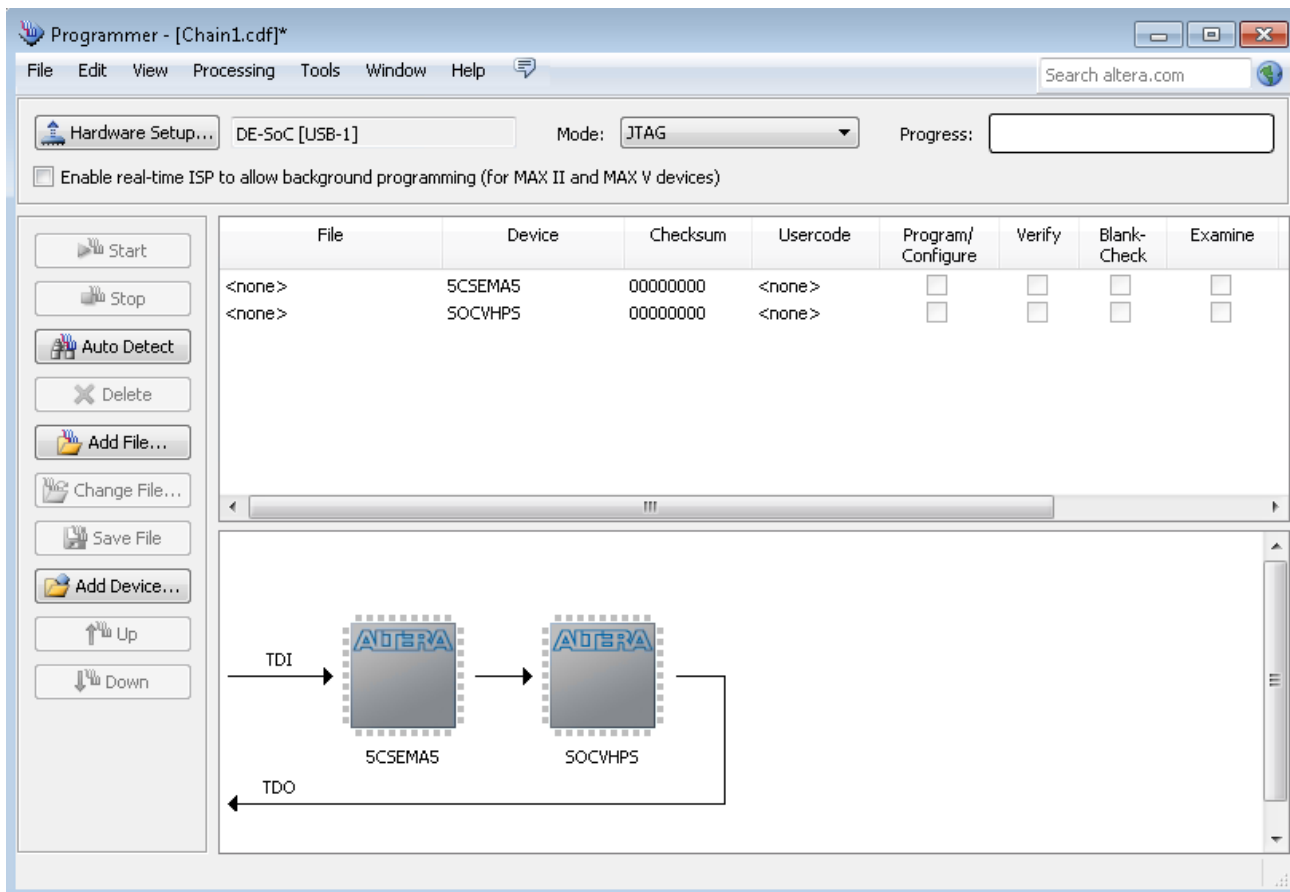 Programmer - [Chain1.cdf]*
File Edit View Processing Tools Window Help
Search altera.com
Hardware Setup... DE-SoC [USB-1] Mode: JTAG Progress:
Enable real-time ISP to allow background programming (for MAX II and MAX V devices)
File Device Checksum Usercode Program/ Verify Blank- Examine
Configure Check
<none> 5CSEMA5 00000000 <none>
<none> SOCVHPS 00000000 <none>
Start
Stop
Auto Detect
Delete
Add File...
Change File...
Save File
Add Device...
Up
Down
ALTERA ALTERA
TDI
5CSEMA5 SOCVHPS
TDO